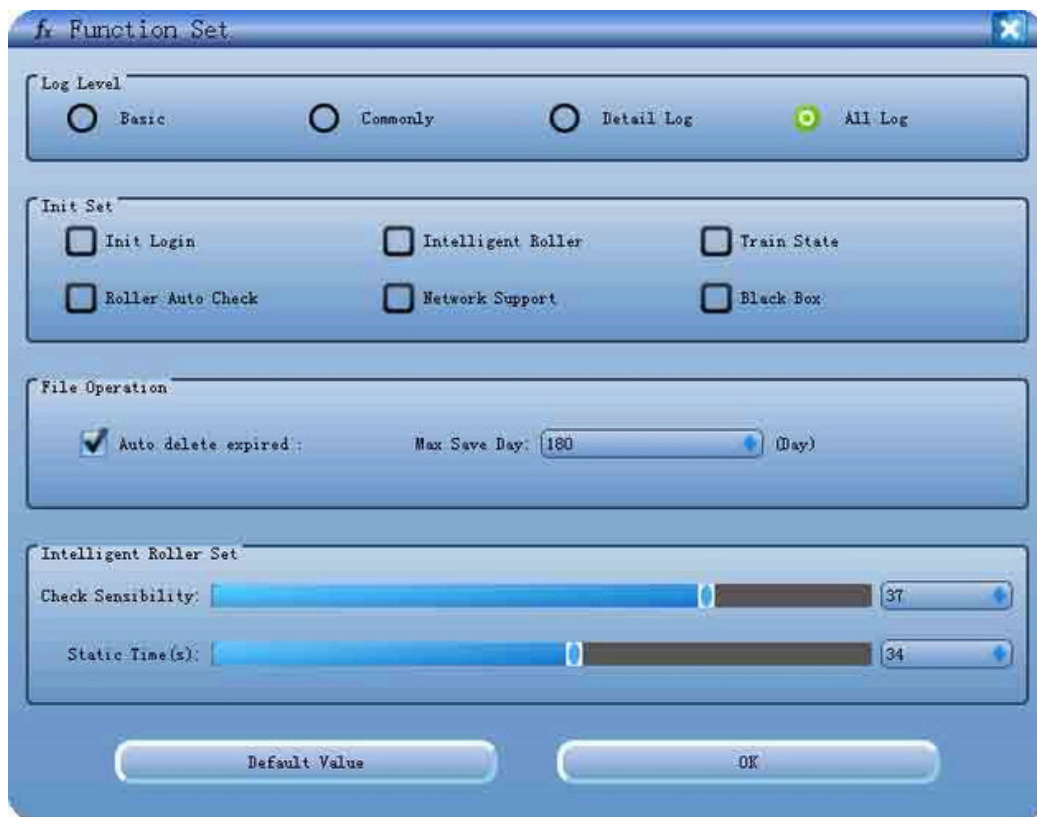 fx Function Set
Log Level
Basic Commonly Detail Log All Log
Init Set
Init Login Intelligent Roller Train State
Roller Auto Check Network Support Black Box
File Operation
Auto delete expired : Max Save Day: 180 (Day)
Intelligent Roller Set
Check Sensibility: 37
Static Time(s): 34
Default Value OK